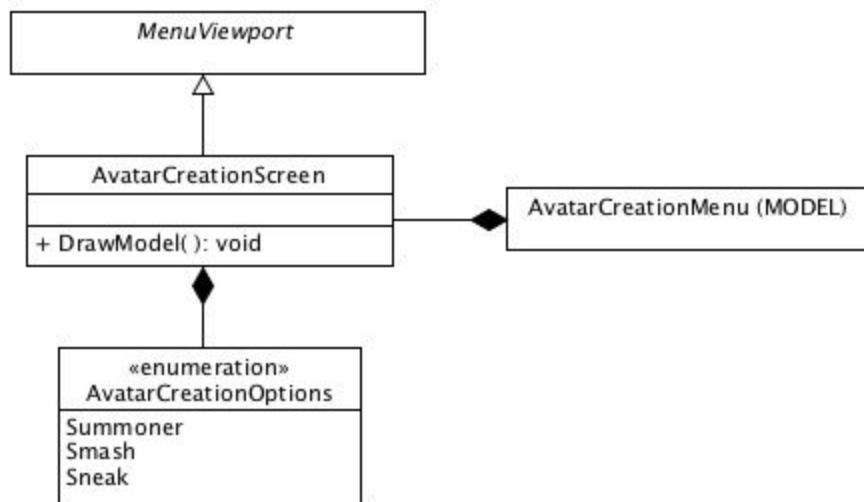 MenuViewport
AvatarCreationScreen
+ DrawModel( ): void
AvatarCreationMenu (MODEL)
«enumeration»
AvatarCreationOptions
Summoner
Smash
Sneak